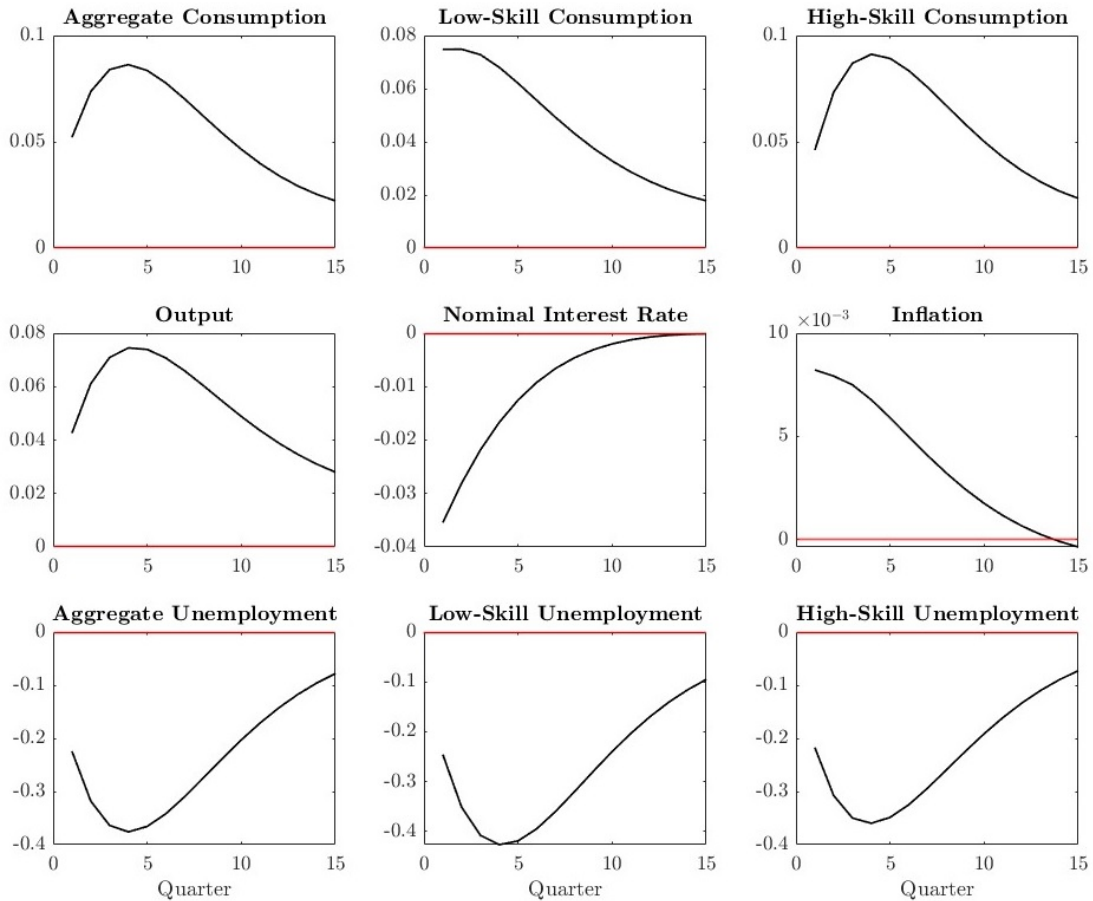 Aggregate Consumption
0.1
0.05
0
0 5 10 15
Low-Skill Consumption
0.08
0.06
0.04
0.02
0
0 5 10 15
High-Skill Consumption
0.1
0.05
0
0 5 10 15
Output
0.08
0.06
0.04
0.02
0
0 5 10 15
Nominal Interest Rate
0
-0.01
-0.02
-0.03
-0.04
0 5 10 15
Inflation
×10⁻³
10
5
0
0 5 10 15
Aggregate Unemployment
0
-0.1
-0.2
-0.3
-0.4
0 5 10 15
Quarter
Low-Skill Unemployment
0
-0.1
-0.2
-0.3
-0.4
0 5 10 15
Quarter
High-Skill Unemployment
0
-0.1
-0.2
-0.3
-0.4
0 5 10 15
Quarter